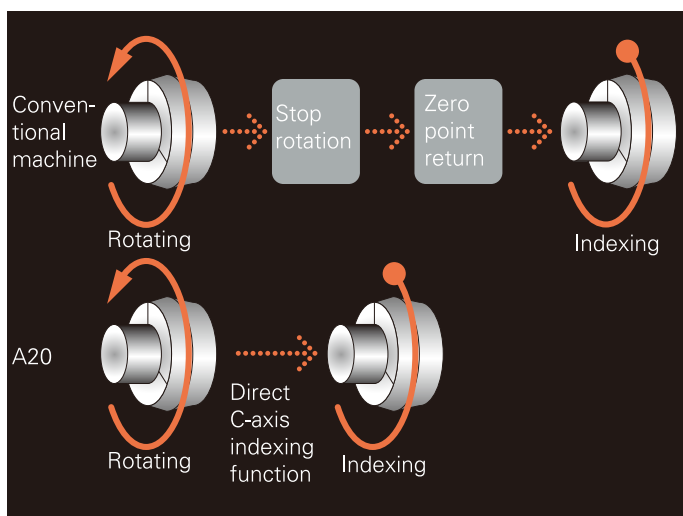 Conven-
tional
machine
Rotating
Stop
rotation
Zero
point
return
Indexing
A20
Rotating
Direct
C-axis
indexing
function
Indexing